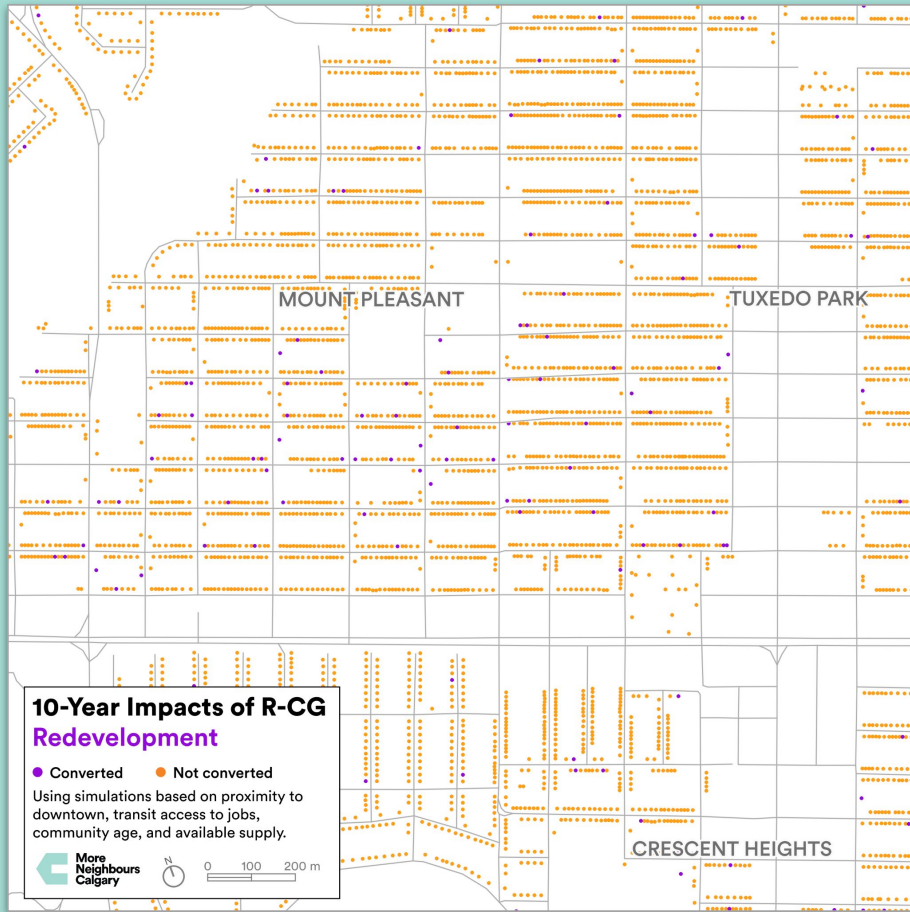 MOUNT PLEASANT
TUXEDO PARK
10-Year Impacts of R-CG
Redevelopment
Converted
Not converted
Using simulations based on proximity to
downtown, transit access to jobs,
community age, and available supply.
More
Neighbours
Calgary
N
0 100 200 m
CRESCENT HEIGHTS